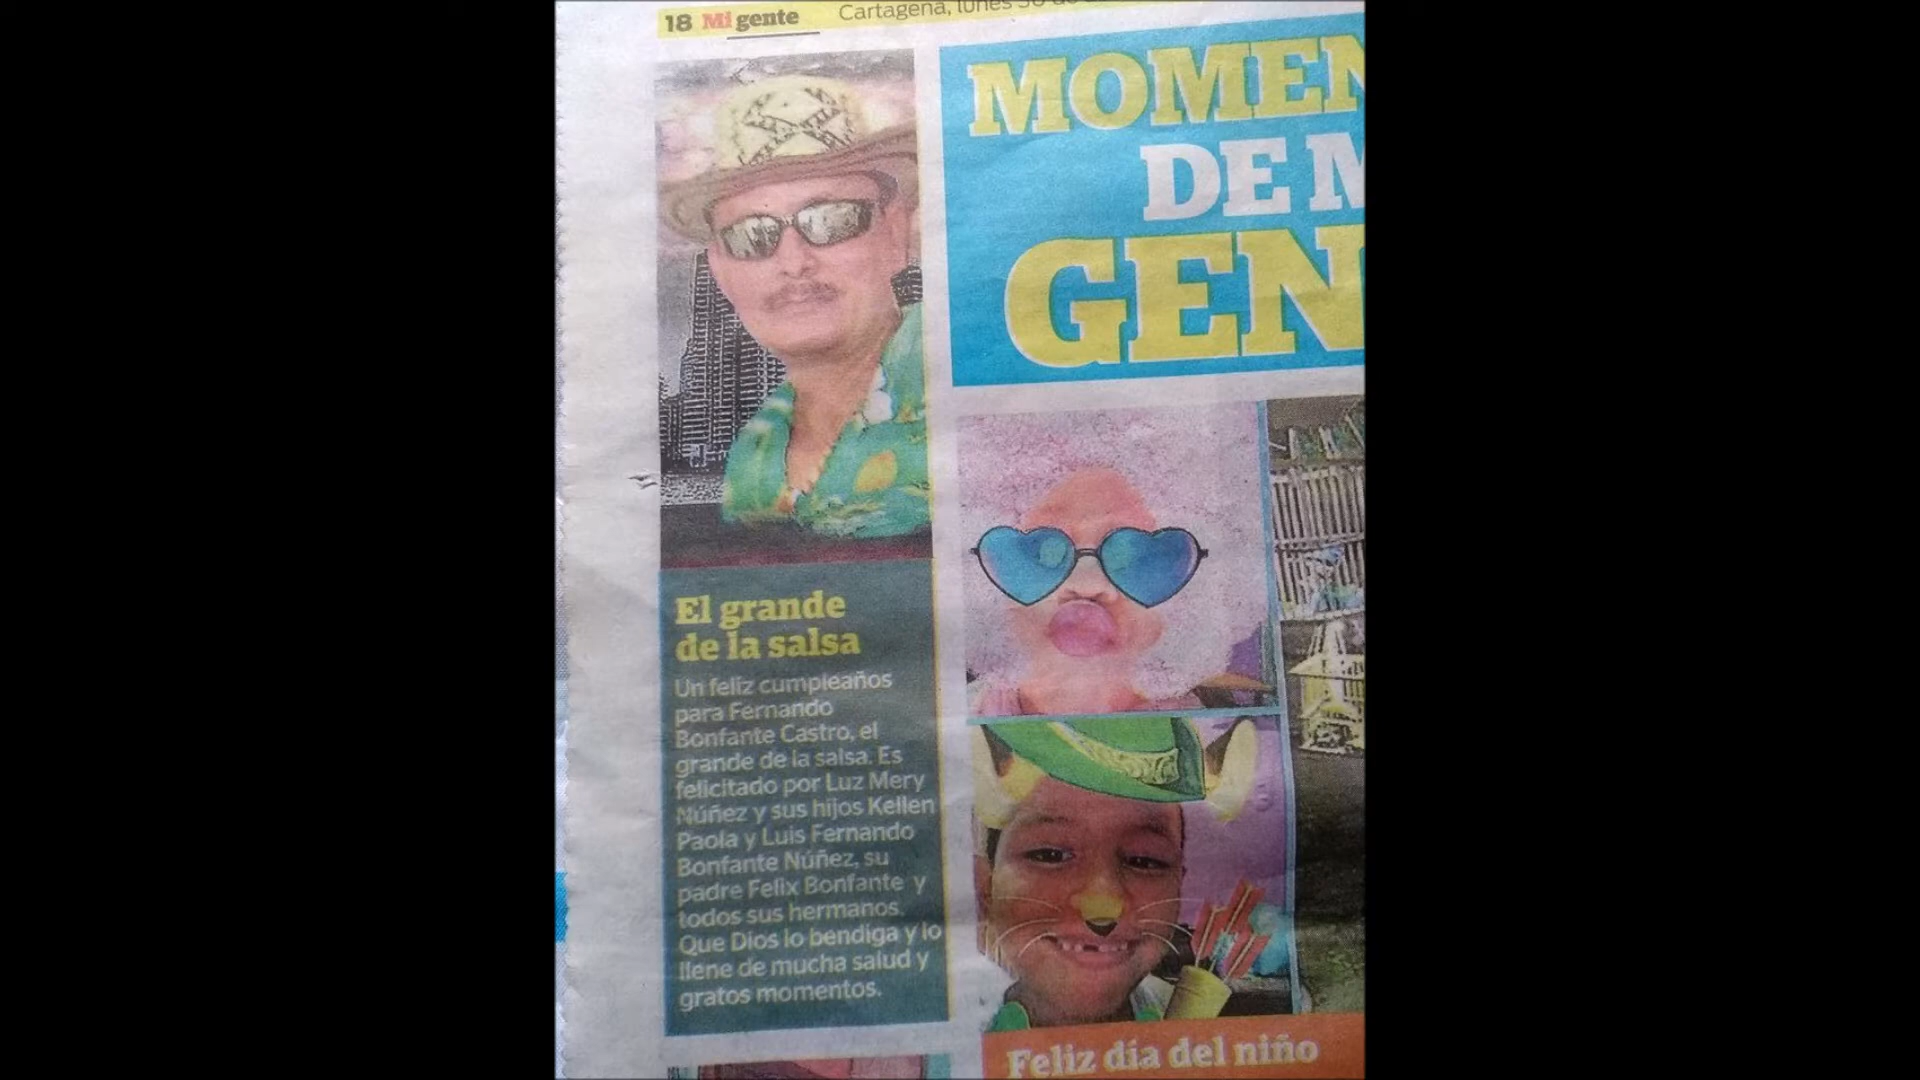 18 Mi gente
Cartagena, lunes
MOMEN
DE M
GEN
El grande
de la salsa
Un feliz cumpleaños
para Fernando
Bonfante Castro, el
grande de la salsa. Es
felicitado por Luz Mery
Núñez y sus hijos Kellen
Paola y Luis Fernando
Bonfante Núñez, su
padre Felix Bonfante y
todos sus hermanos.
Que Dios lo bendiga y lo
llene de mucha salud y
gratos momentos.
Feliz día del niño